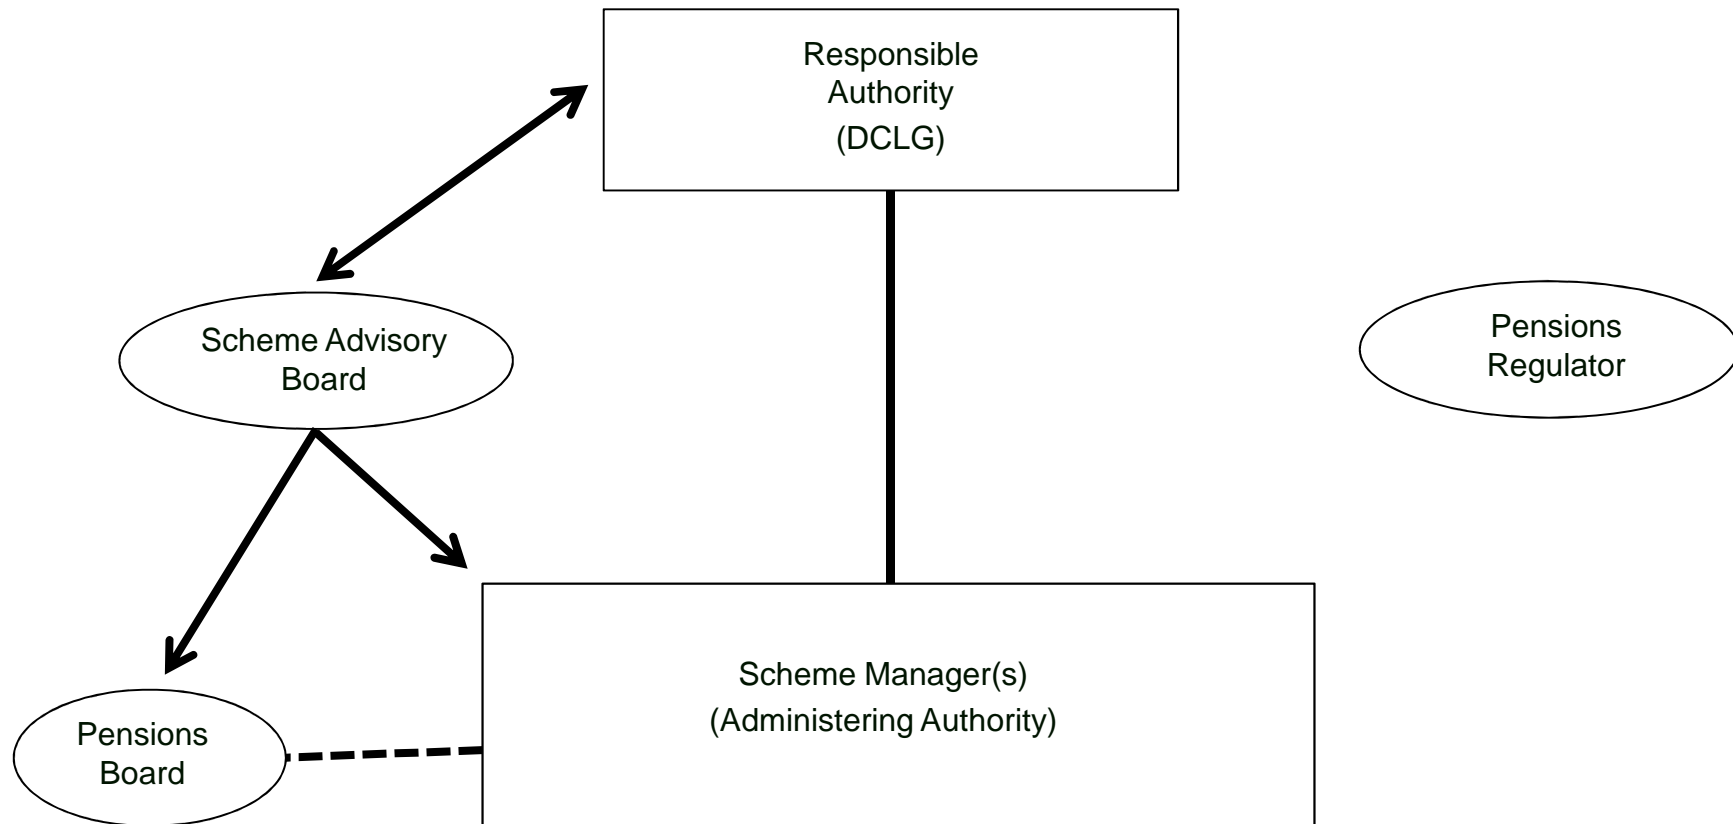 Responsible
Authority
(DCLG)
Scheme Advisory
Board
Pensions
Regulator
Scheme Manager(s)
(Administering Authority)
Pensions
Board